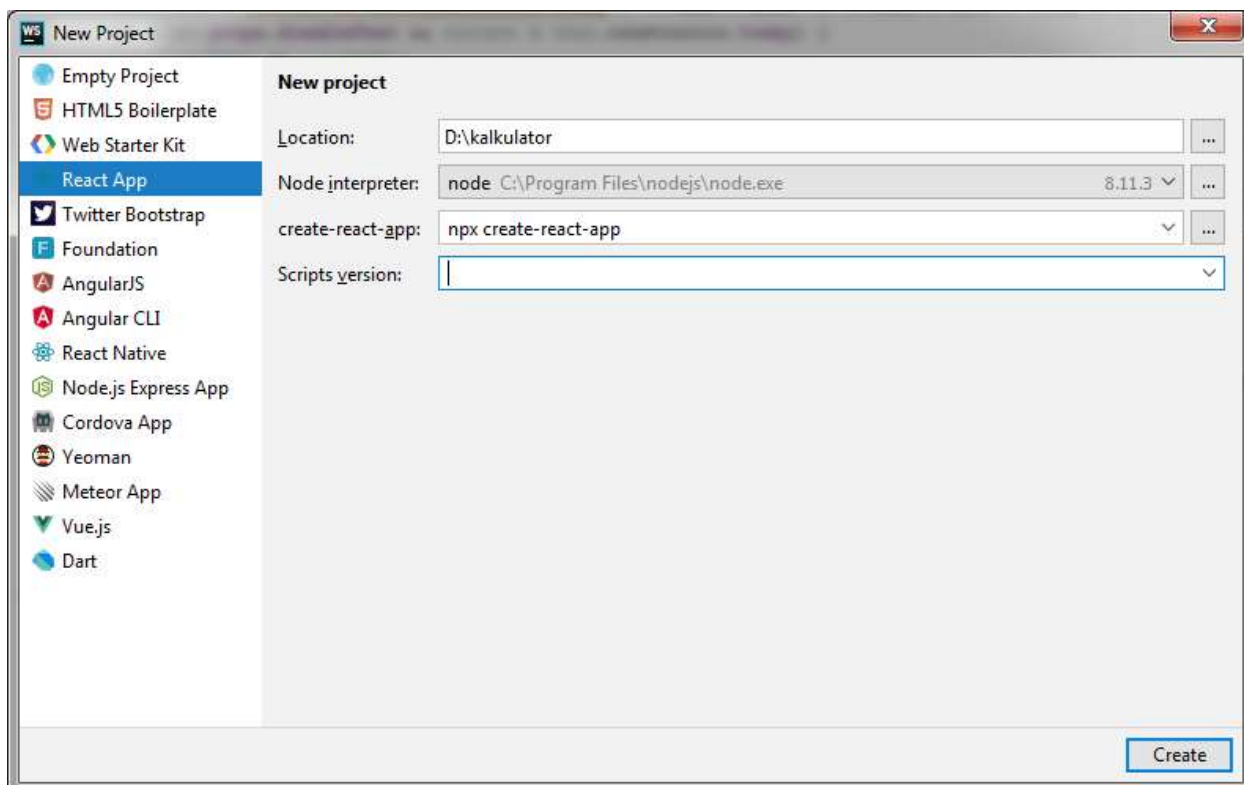 WS New Project
Empty Project
HTML5 Boilerplate
Web Starter Kit
React App
Twitter Bootstrap
Foundation
AngularJS
Angular CLI
React Native
Node.js Express App
Cordova App
Yeoman
Meteor App
Vue.js
Dart
New project
Location: D:\kalkulator ...
Node interpreter: node C:\Program Files\nodejs\node.exe 8.11.3 ...
create-react-app: npx create-react-app ...
Scripts version:
Create